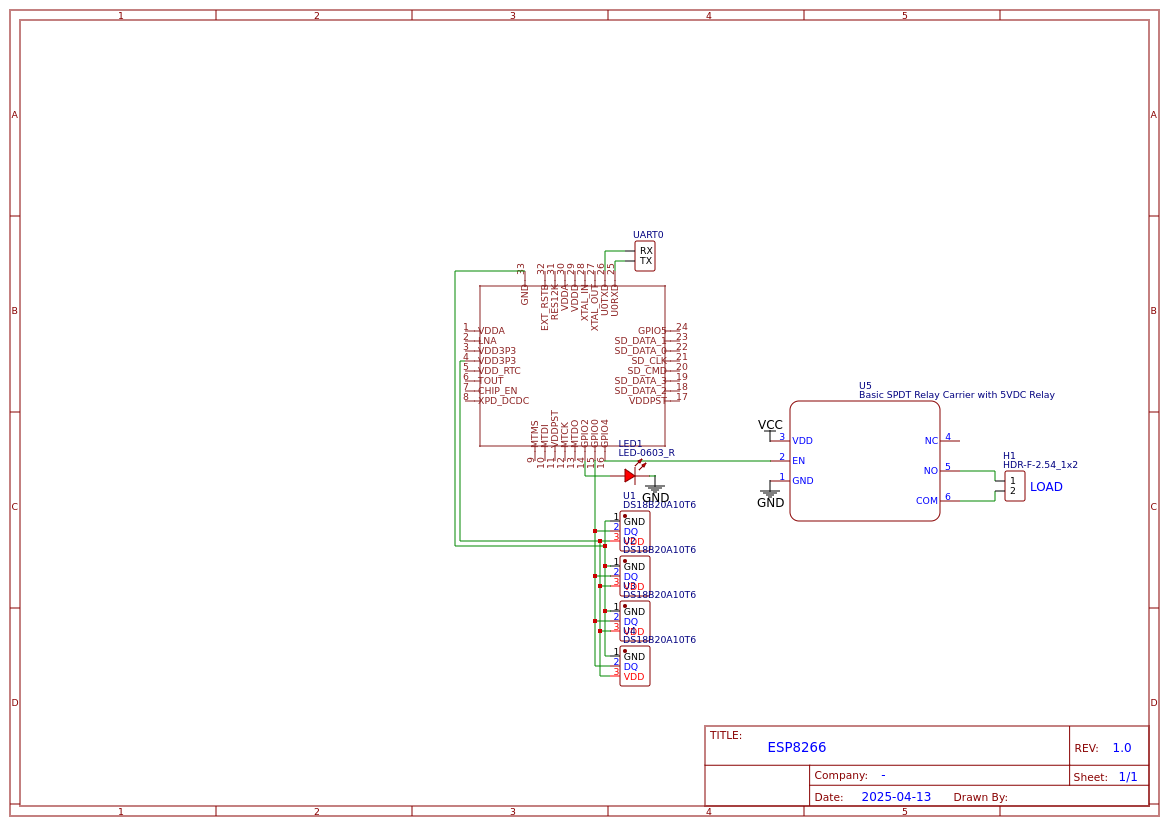 1 2 3 4 5
A A
B B
C C
D D
UART0
RX
TX
33 32 31 30 29 28 27 26 25
GND
EXT_RSTB
RES12K
VDDA
VDDD
XTAL_IN
XTAL_OUT
U0TXD
U0RXD
1 VDDA
2 LNA
3 VDD3P3
4 VDD3P3
5 VDD_RTC
6 TOUT
7 CHIP_EN
8 XPD_DCDC
GPIO5 24
SD_DATA_1 23
SD_DATA_0 22
SD_CLK 21
SD_CMD 20
SD_DATA_3 19
SD_DATA_2 18
VDDPST 17
MTMS
MTDI
VDDPST
MTCK
MTDO
GPIO2
GPIO0
GPIO4
9 10 11 12 13 14 15 16
LED1
LED-0603_R
GND
U1
DS18B20A10T6
1 GND
2 DQ
3 VDD
U2
DS18B20A10T6
1 GND
2 DQ
3 VDD
U3
DS18B20A10T6
1 GND
2 DQ
3 VDD
U4
DS18B20A10T6
1 GND
2 DQ
3 VDD
U5
Basic SPDT Relay Carrier with 5VDC Relay
VCC
3 VDD
2 EN
1 GND
GND
NC 4
NO 5
COM 6
H1
HDR-F-2.54_1x2
1
2
LOAD
TITLE:
ESP8266
REV: 1.0
Company: -
Sheet: 1/1
Date: 2025-04-13 Drawn By:
1 2 3 4 5